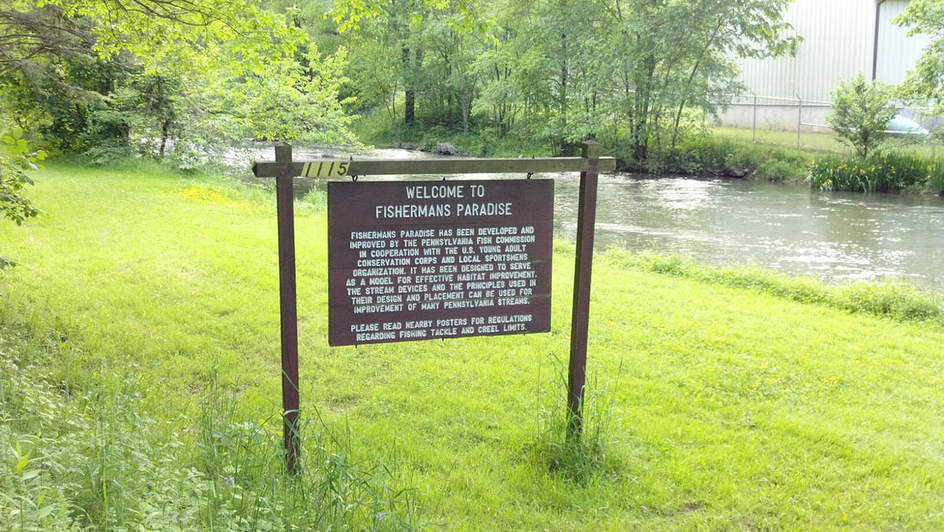 1115
WELCOME TO
FISHERMANS PARADISE
FISHERMANS PARADISE HAS BEEN DEVELOPED AND
IMPROVED BY THE PENNSYLVANIA FISH COMMISSION
IN COOPERATION WITH THE U.S. YOUNG ADULT
CONSERVATION CORPS AND LOCAL SPORTSMENS
ORGANIZATION. IT HAS BEEN DESIGNED TO SERVE
AS A MODEL FOR EFFECTIVE HABITAT IMPROVEMENT.
THE STREAM DEVICES AND THE PRINCIPLES USED IN
THEIR DESIGN AND PLACEMENT CAN BE USED FOR
IMPROVEMENT OF MANY PENNSYLVANIA STREAMS.
PLEASE READ NEARBY POSTERS FOR REGULATIONS
REGARDING FISHING TACKLE AND CREEL LIMITS.